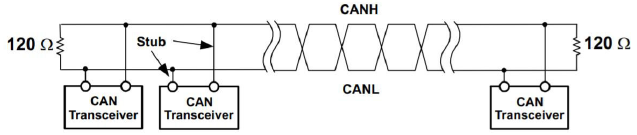 CANH
120 Ω
Stub
120 Ω
CANL
CAN
Transceiver
CAN
Transceiver
CAN
Transceiver